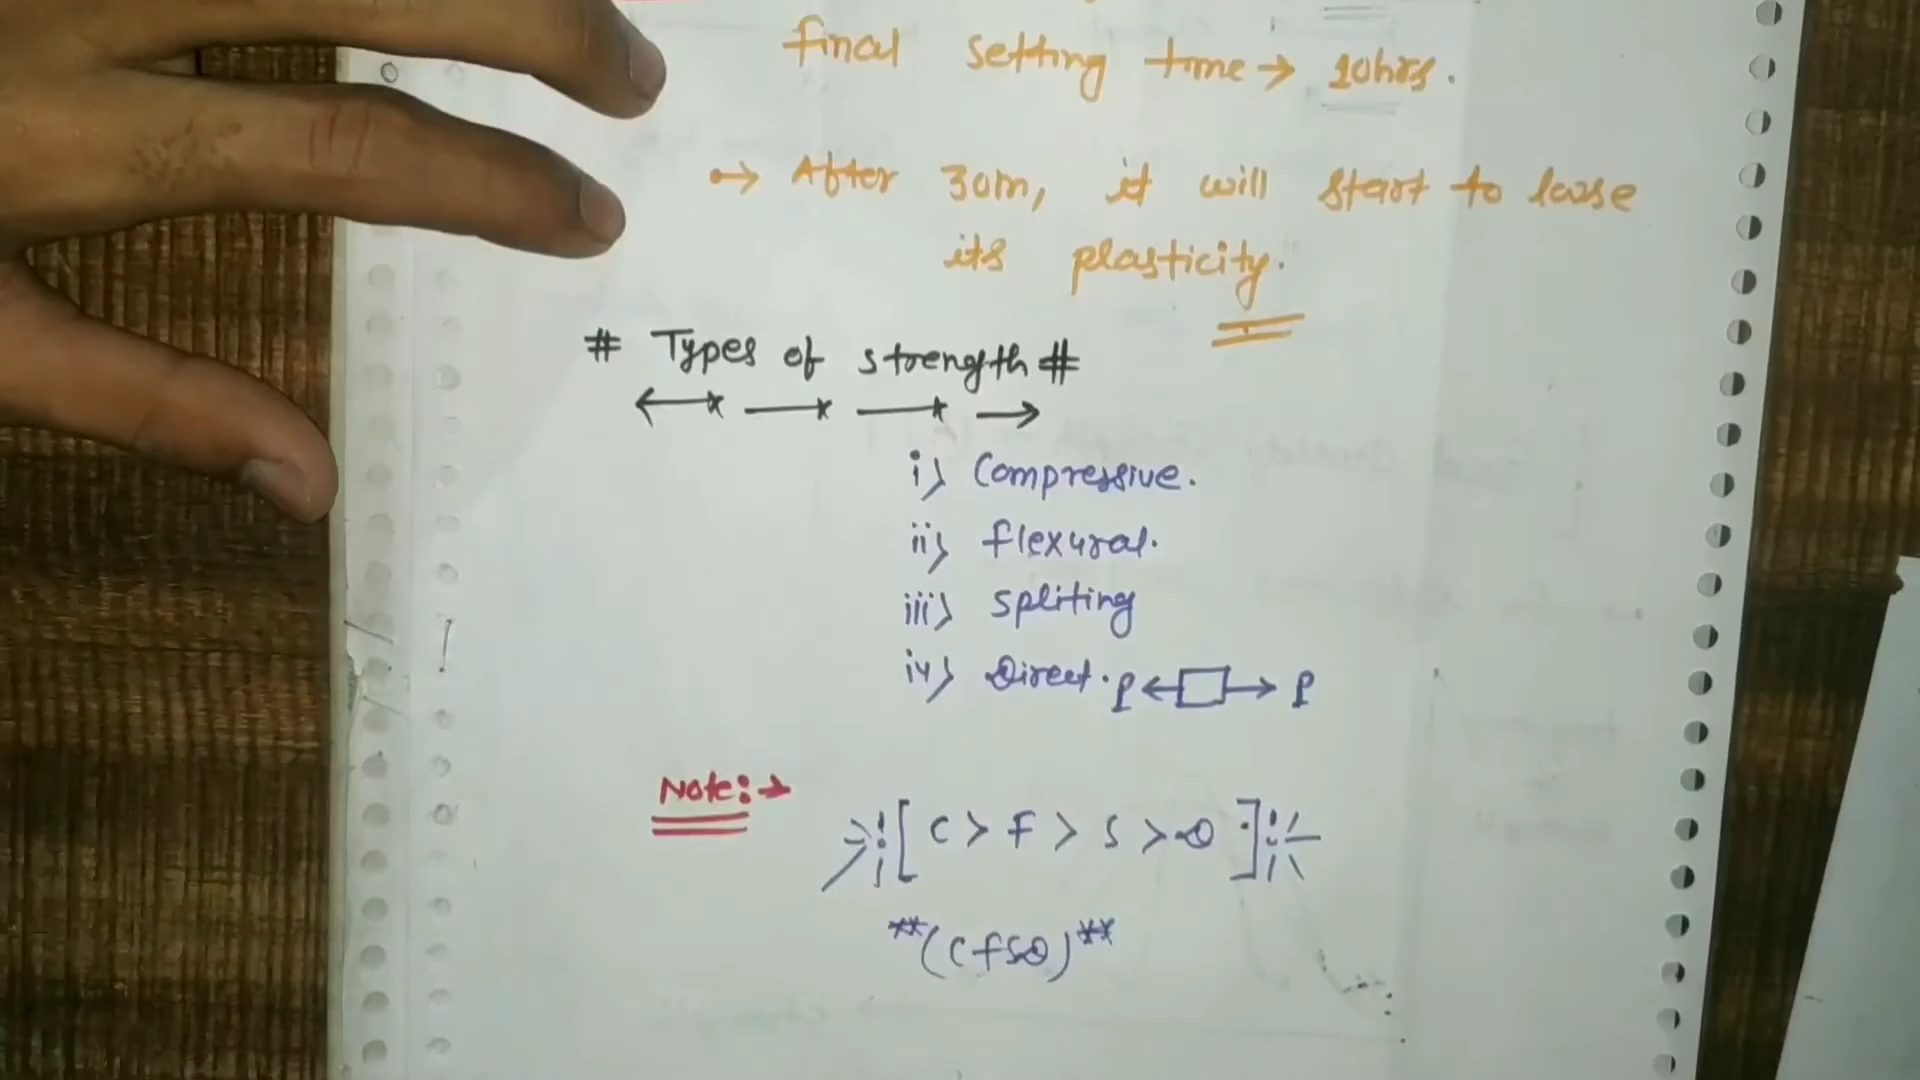 final setting time → 10hrs.
→ After 30m, it will start to loose
its plasticity.
# Types of strength #
i) Compressive.
ii) flexural.
iii) spliting
iv) Direct. P ← → P
Note: →
[ C > F > S > D ]
**(CfSD)**